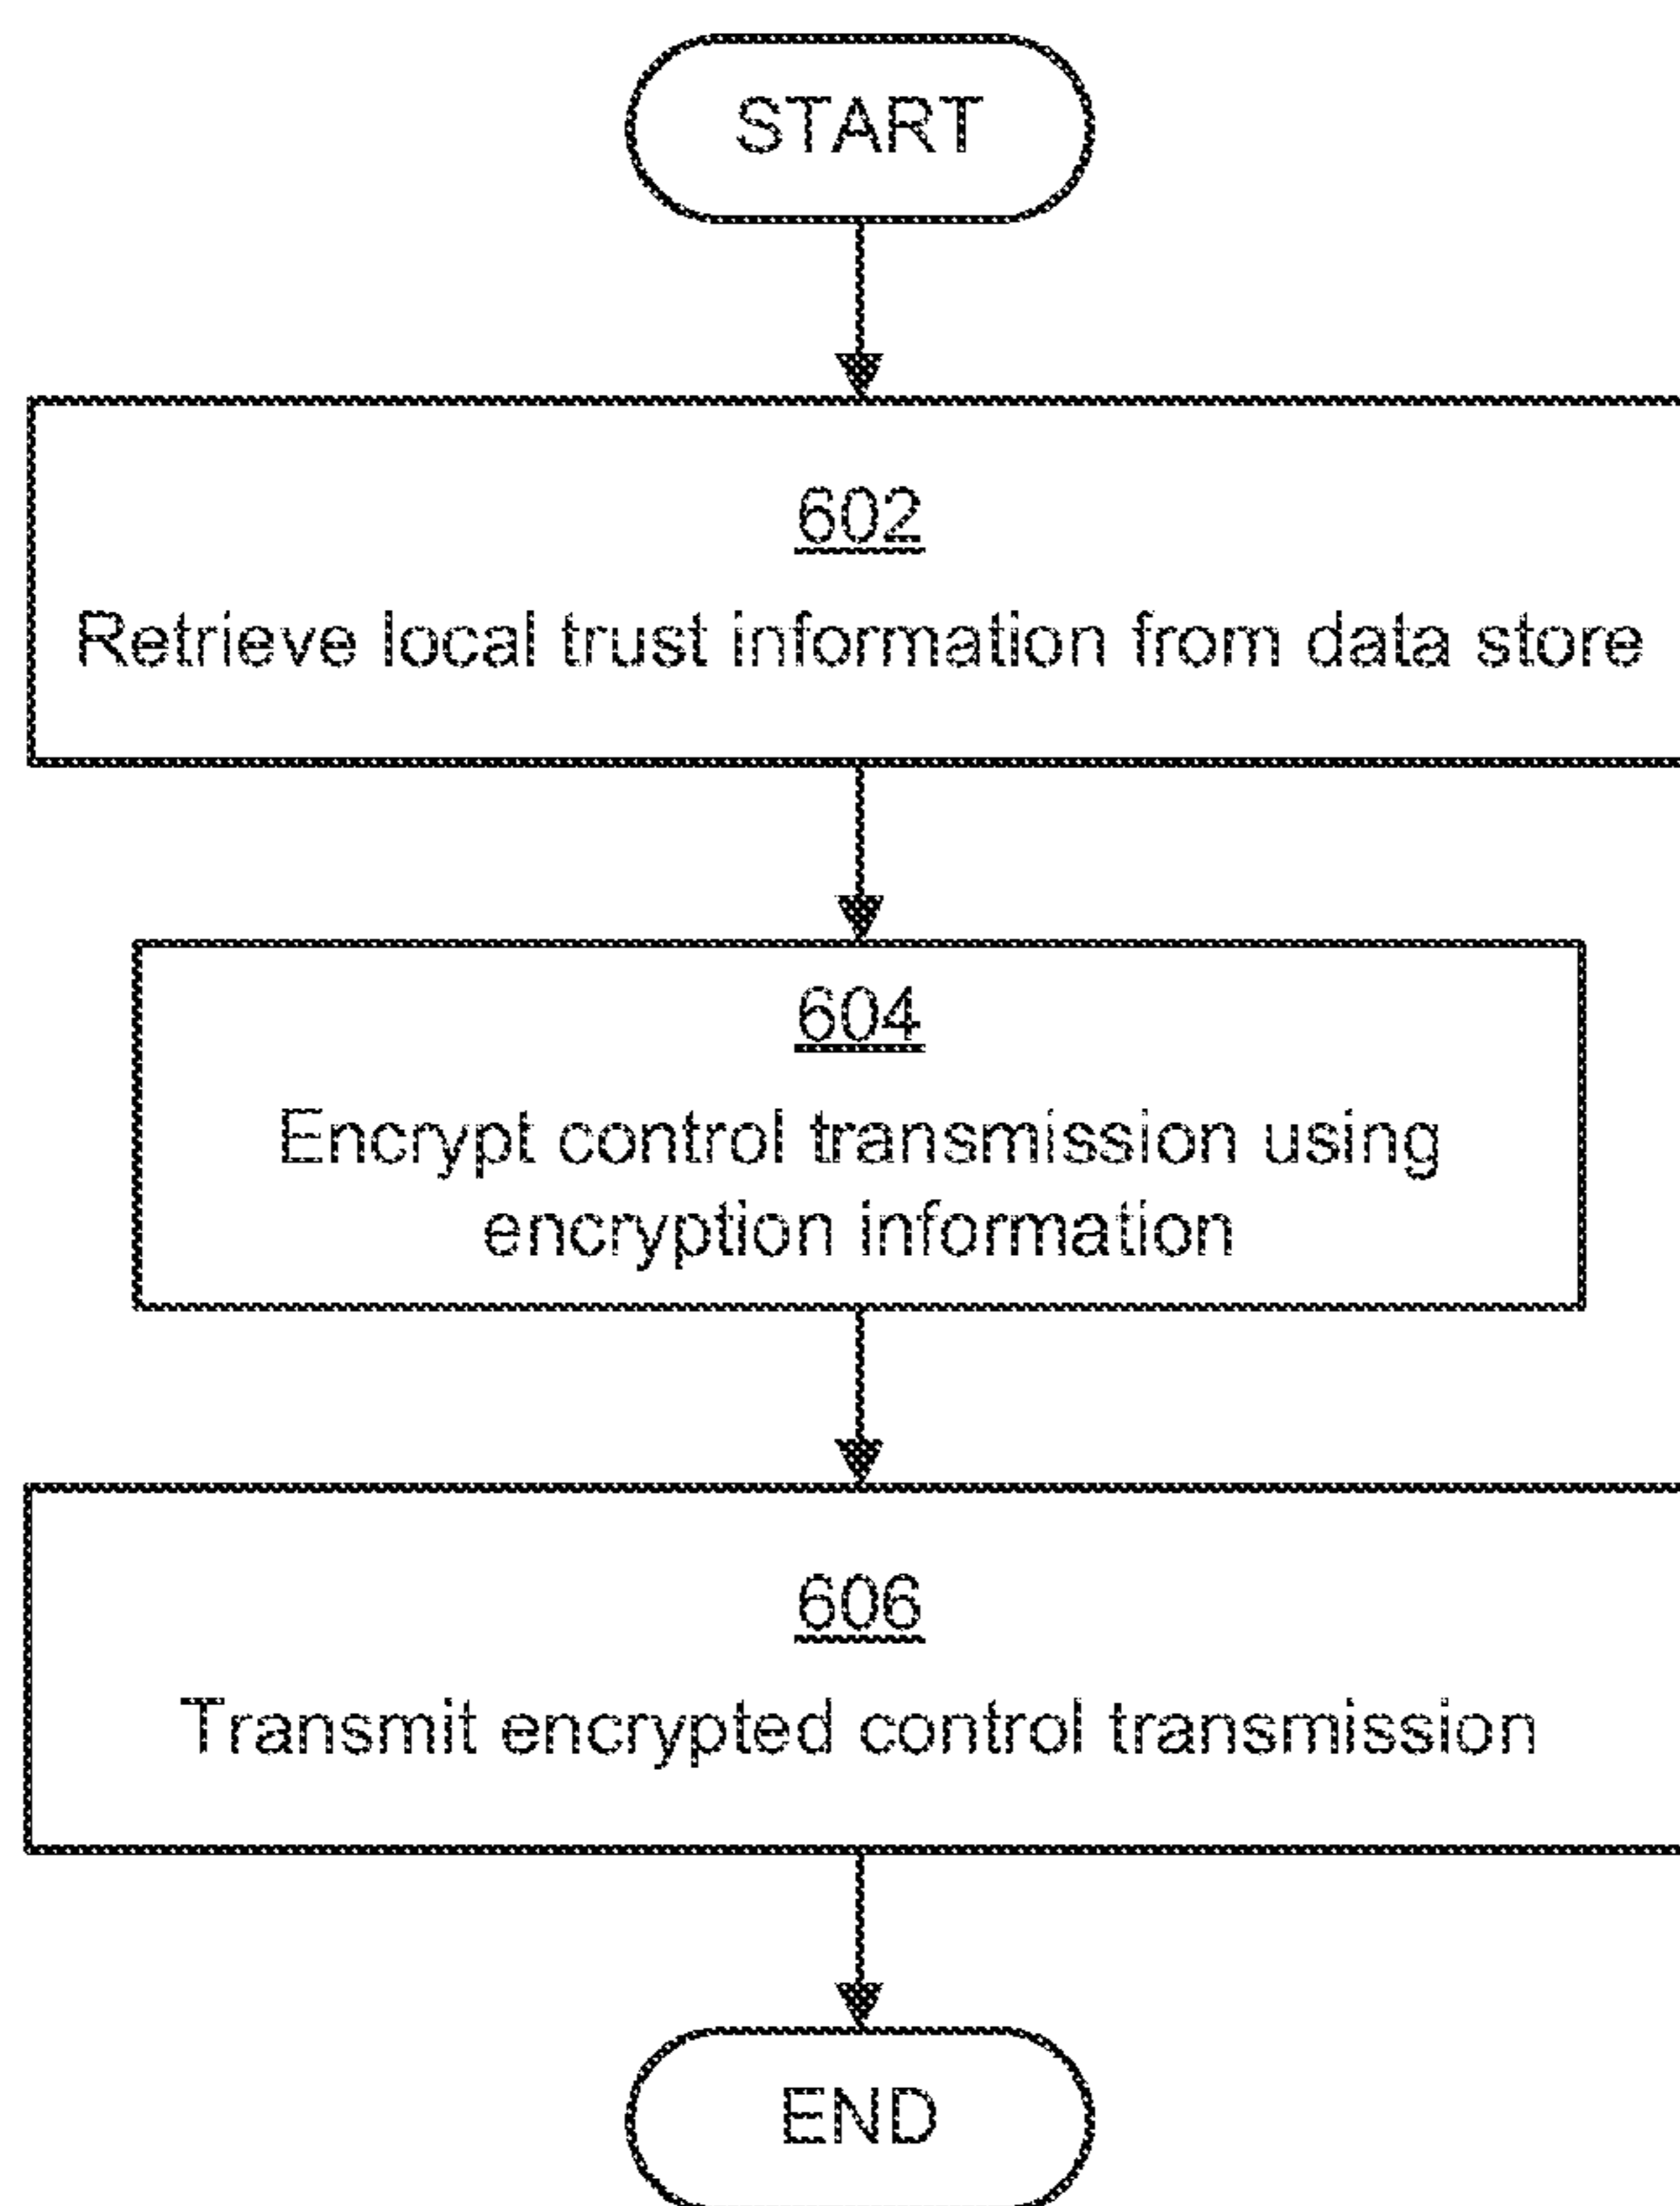 START
602
Retrieve local trust information from data store
604
Encrypt control transmission using
encryption information
606
Transmit encrypted control transmission
END